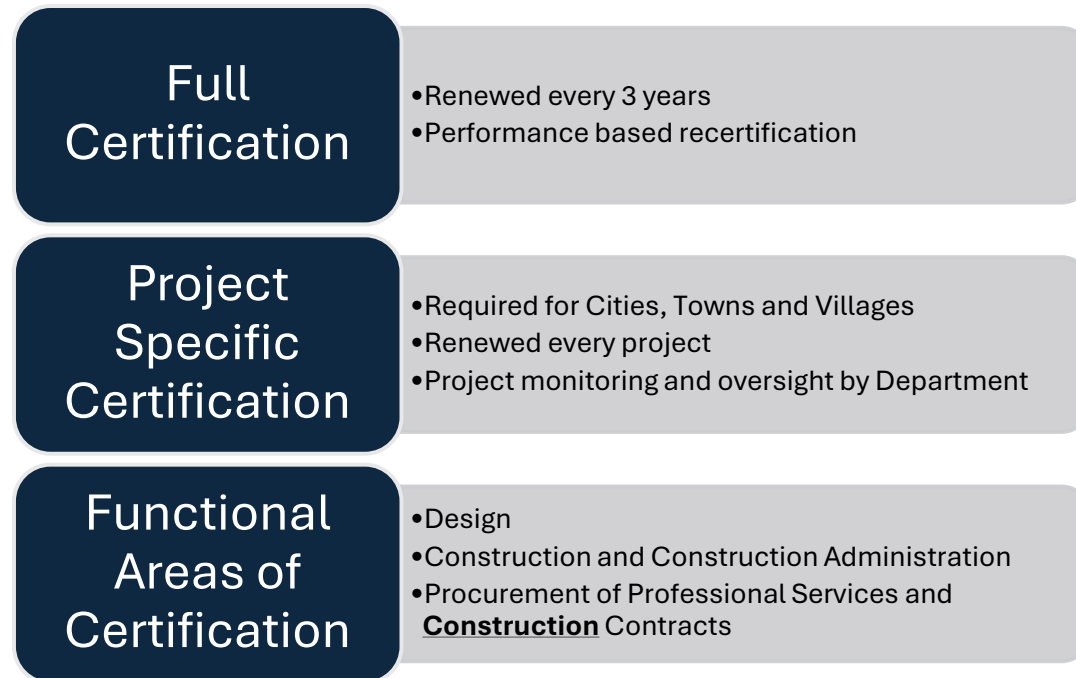 Full
Certification
•Renewed every 3 years
•Performance based recertification
Project
Specific
Certification
•Required for Cities, Towns and Villages
•Renewed every project
•Project monitoring and oversight by Department
Functional
Areas of
Certification
•Design
•Construction and Construction Administration
•Procurement of Professional Services and
Construction Contracts